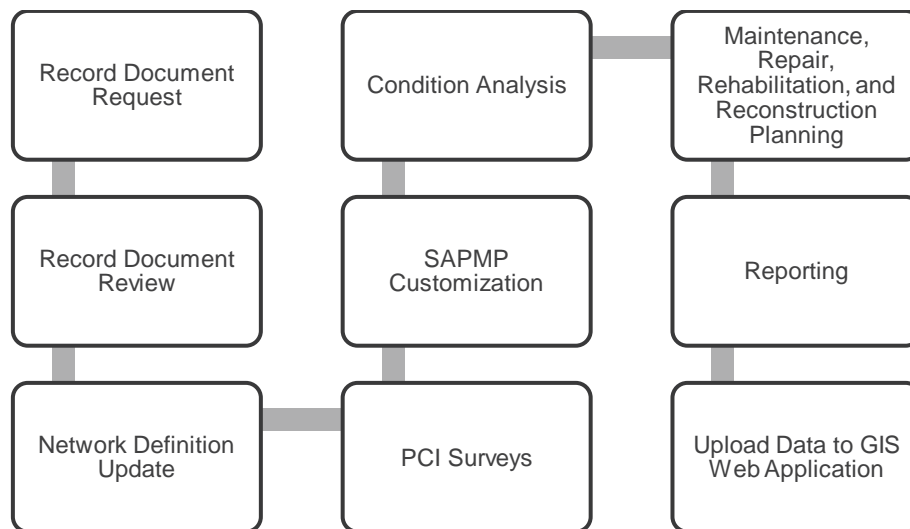 Record Document
Request
Record Document
Review
Network Definition
Update
PCI Surveys
SAPMP
Customization
Condition Analysis
Maintenance,
Repair,
Rehabilitation, and
Reconstruction
Planning
Reporting
Upload Data to GIS
Web Application